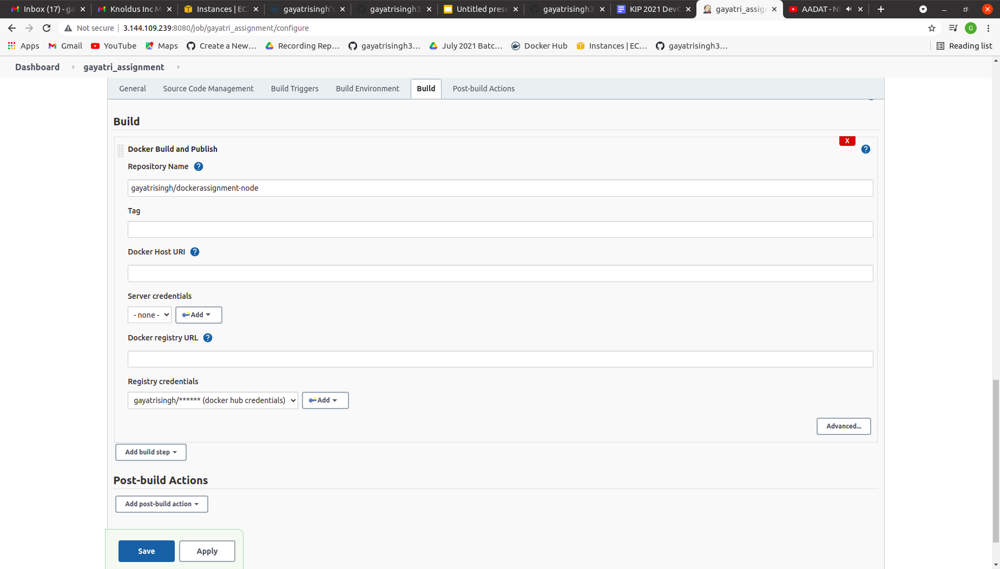 Inbox (17) - ga
Knoldus Inc M
Instances | EC
gayatrisingh's
gayatrisingh3
Untitled prese
gayatrisingh3
KIP 2021 DevO
gayatri_assign
AADAT - NI
Not secure
3.144.109.239:8080/job/gayatri_assignment/configure
G
Apps
Gmail
YouTube
Maps
Create a New...
Recording Rep...
gayatrisingh3...
July 2021 Batc...
Docker Hub
Instances | EC...
gayatrisingh3...
Reading list
Dashboard
gayatri_assignment
General
Source Code Management
Build Triggers
Build Environment
Build
Post-build Actions
Build
X
Docker Build and Publish
?
Repository Name ?
gayatrisingh/dockerassignment-node
Tag
Docker Host URI ?
Server credentials
- none -
Add
Docker registry URL ?
Registry credentials
gayatrisingh/****** (docker hub credentials)
Add
Advanced...
Add build step
Post-build Actions
Add post-build action
Save
Apply